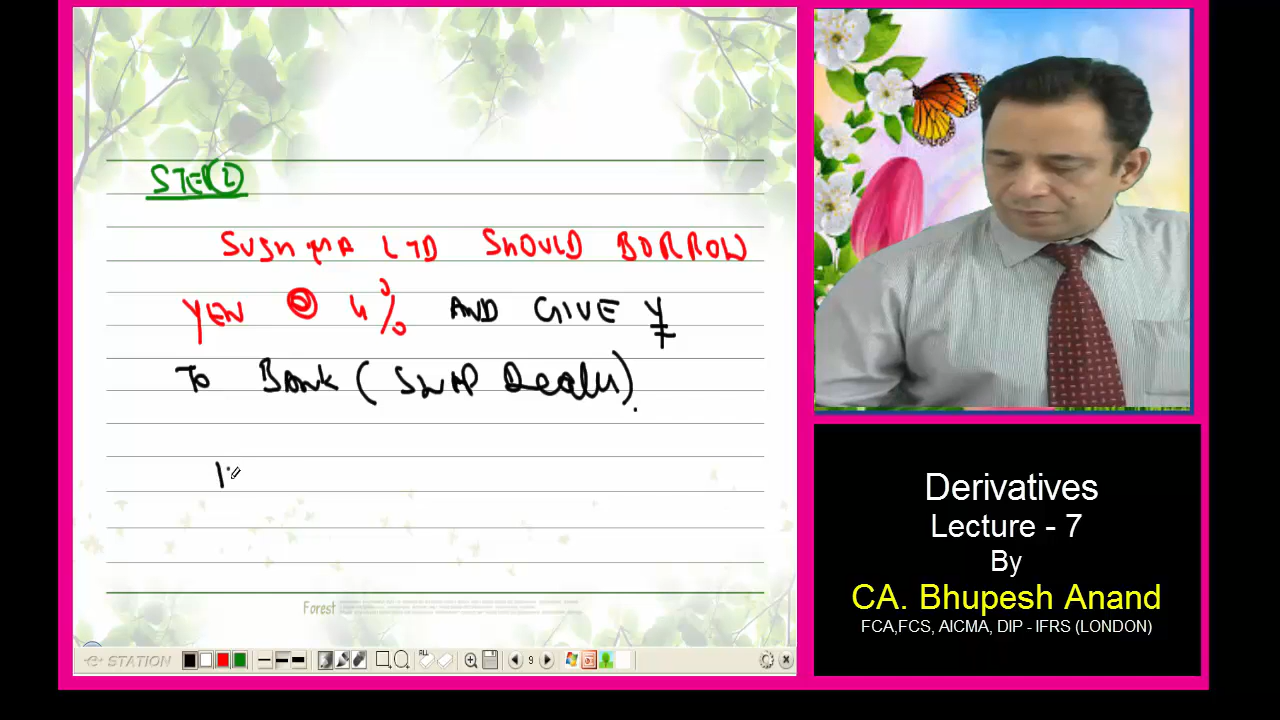 STEP(2)
SUSHMA LTD SHOULD BORROW
YEN @ 4% AND GIVE ¥
TO Bank (SWAP Dealer).
Forest
STATION
9
Derivatives
Lecture - 7
By
CA. Bhupesh Anand
FCA,FCS, AICMA, DIP - IFRS (LONDON)